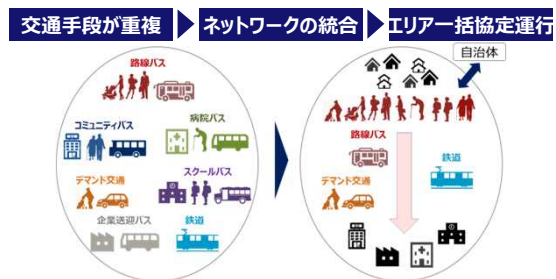 交通手段が重複
ネットワークの統合
エリア一括協定運行
自治体
路線バス
コミュニティバス
病院バス
デマンド交通
スクールバス
企業送迎バス
鉄道
路線バス
鉄道
デマンド交通